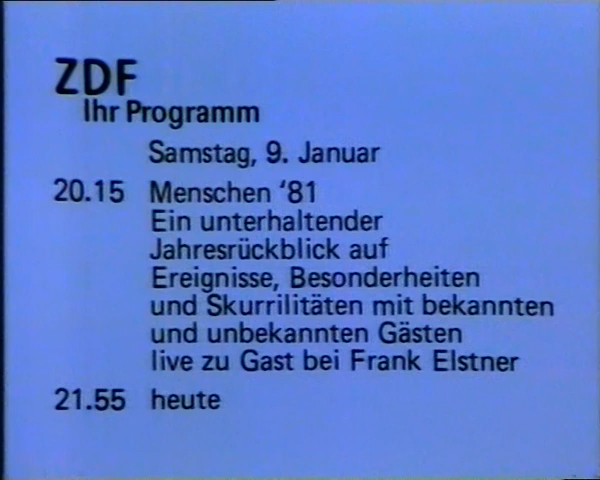 ZDF
Ihr Programm
Samstag, 9. Januar
20.15 Menschen '81
Ein unterhaltender
Jahresrückblick auf
Ereignisse, Besonderheiten
und Skurrilitäten mit bekannten
und unbekannten Gästen
live zu Gast bei Frank Elstner
21.55 heute